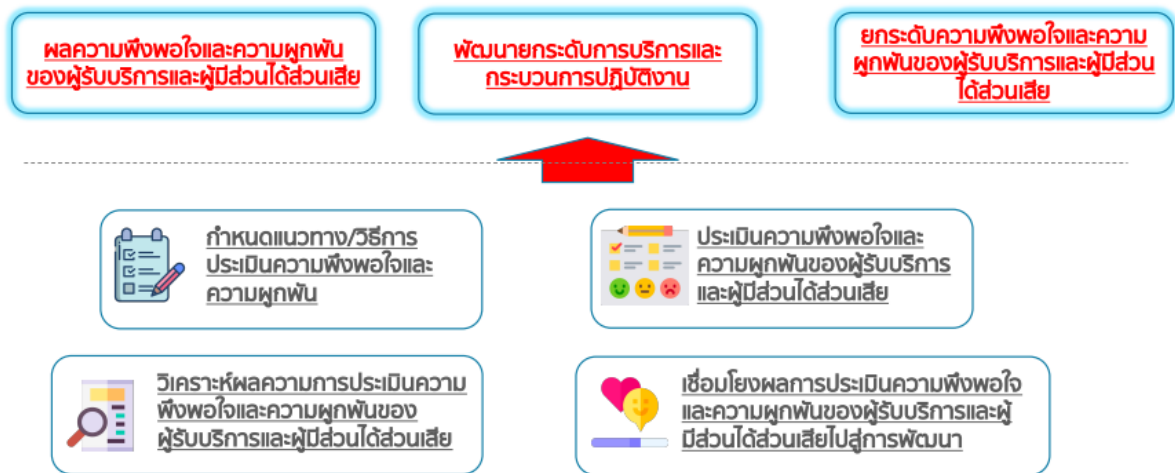 ผลความพึงพอใจและความผูกพัน
ของผู้รับบริการและผู้มีส่วนได้ส่วนเสีย
พัฒนายกระดับการบริการและ
กระบวนการปฏิบัติงาน
ยกระดับความพึงพอใจและความ
ผูกพันของผู้รับบริการและผู้มีส่วน
ได้ส่วนเสีย
กำหนดแนวทาง/วิธีการ
ประเมินความพึงพอใจและ
ความผูกพัน
ประเมินความพึงพอใจและ
ความผูกพันของผู้รับบริการ
และผู้มีส่วนได้ส่วนเสีย
วิเคราะห์ผลความการประเมินความ
พึงพอใจและความผูกพันของ
ผู้รับบริการและผู้มีส่วนได้ส่วนเสีย
เชื่อมโยงผลการประเมินความพึงพอใจ
และความผูกพันของผู้รับบริการและผู้
มีส่วนได้ส่วนเสียไปสู่การพัฒนา